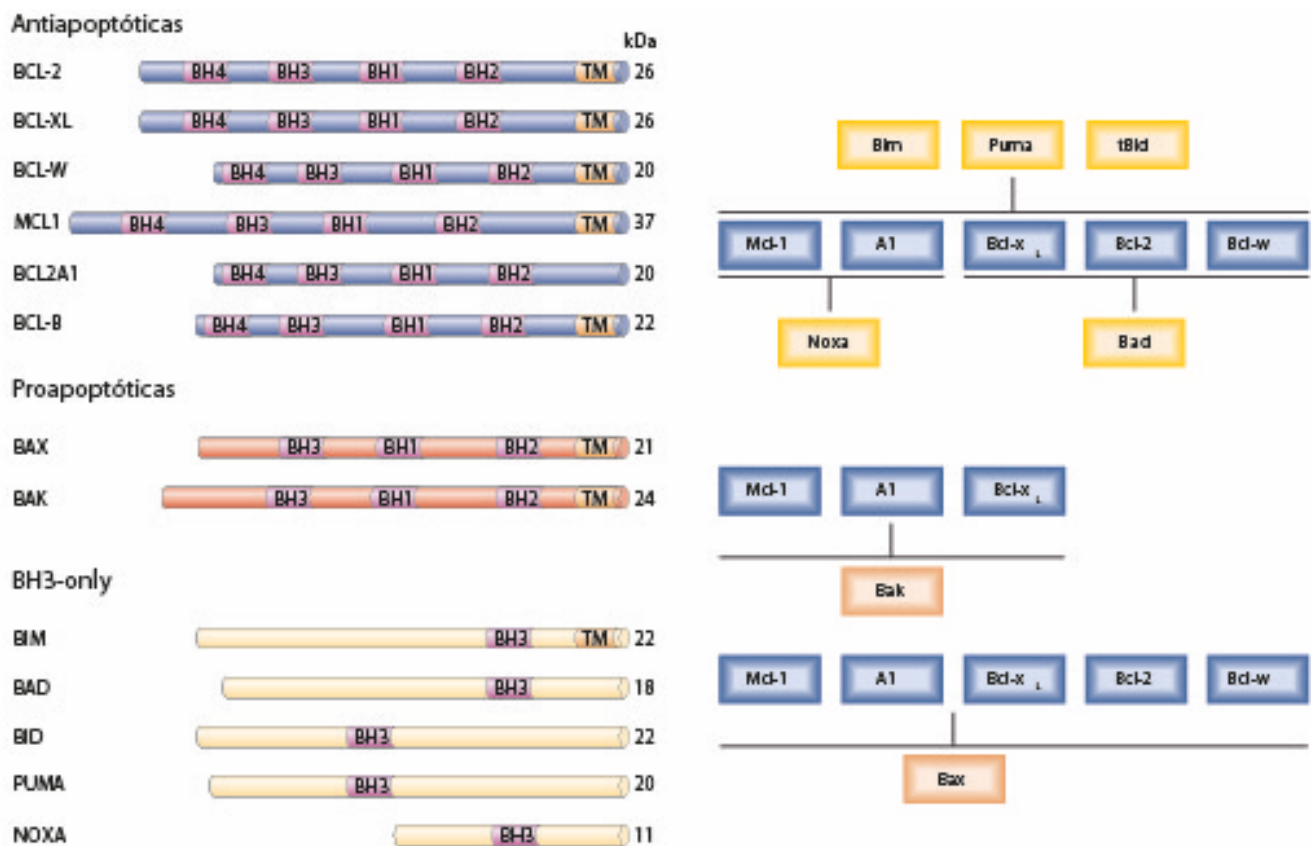 Antiapoptóticas
kDa
BCL-2 BH4 BH3 BH1 BH2 TM 26
BCL-XL BH4 BH3 BH1 BH2 TM 26
BCL-W BH4 BH3 BH1 BH2 TM 20
MCL1 BH4 BH3 BH1 BH2 TM 37
BCL2A1 BH4 BH3 BH1 BH2 20
BCL-B BH4 BH3 BH1 BH2 TM 22
Proapoptóticas
BAX BH3 BH1 BH2 TM 21
BAK BH3 BH1 BH2 TM 24
BH3-only
BIM BH3 TM 22
BAD BH3 18
BID BH3 22
PUMA BH3 20
NOXA BH3 11
Bim Puma tBid
Mcl-1 A1 Bcl-x L Bcl-2 Bcl-w
Noxa Bad
Mcl-1 A1 Bcl-x L
Bak
Mcl-1 A1 Bcl-x L Bcl-2 Bcl-w
Bax